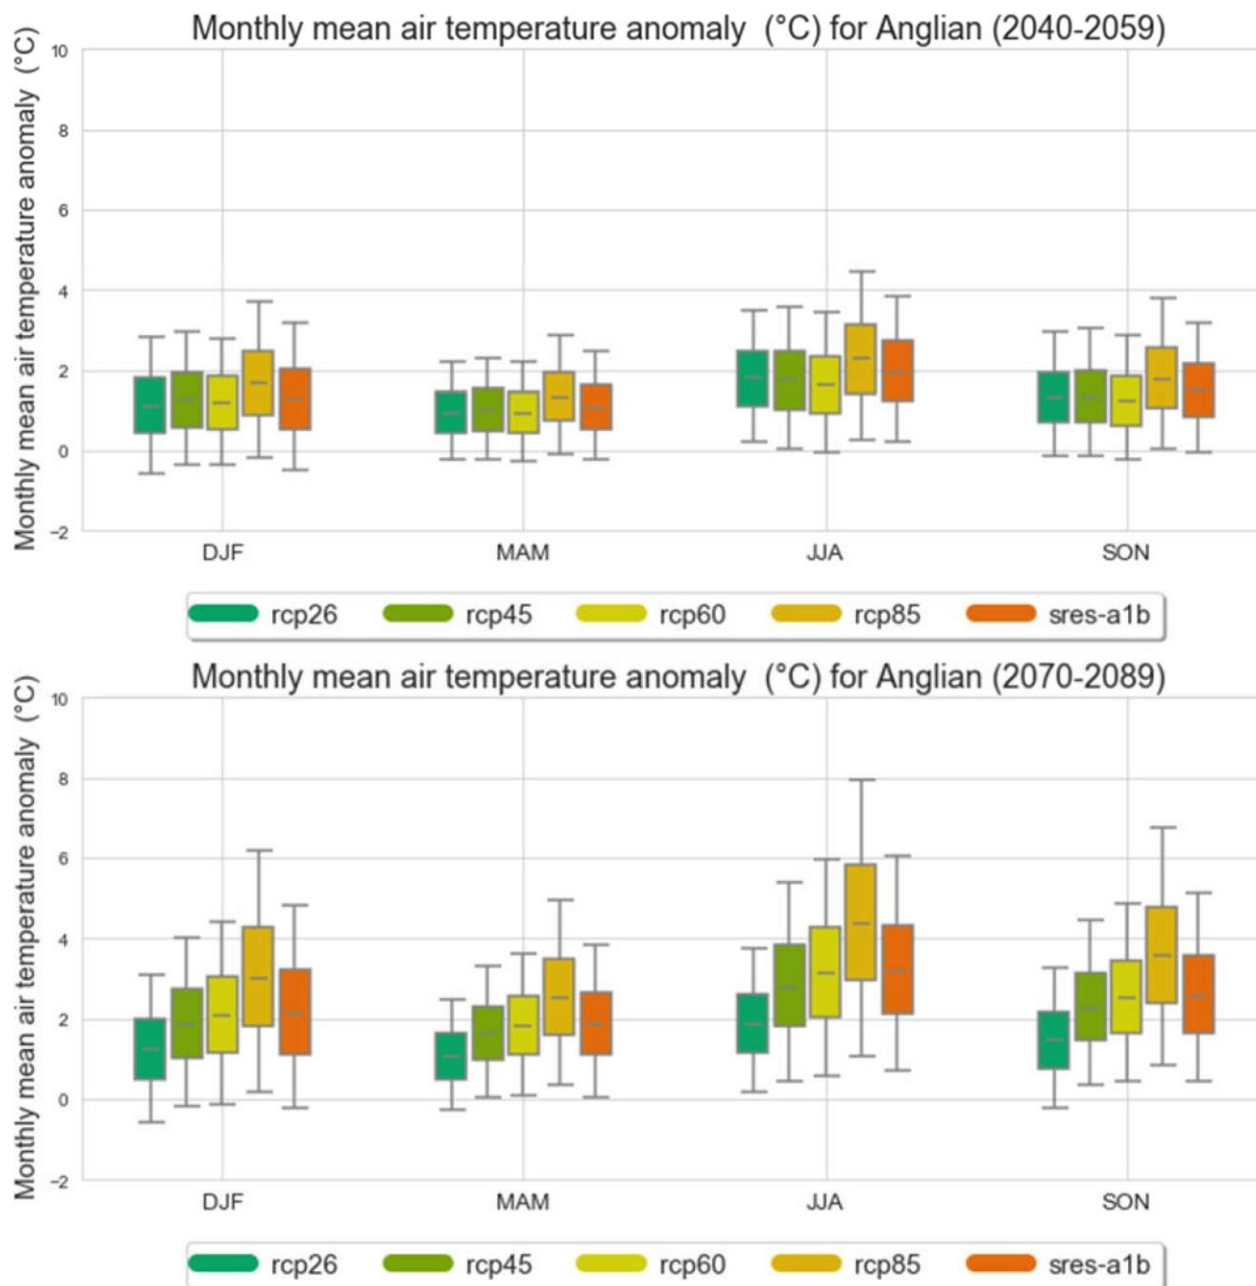 Monthly mean air temperature anomaly (°C) for Anglian (2040-2059)
Monthly mean air temperature anomaly (°C)
10
8
6
4
2
0
−2
DJF MAM JJA SON
rcp26 rcp45 rcp60 rcp85 sres-a1b
Monthly mean air temperature anomaly (°C) for Anglian (2070-2089)
Monthly mean air temperature anomaly (°C)
10
8
6
4
2
0
−2
DJF MAM JJA SON
rcp26 rcp45 rcp60 rcp85 sres-a1b